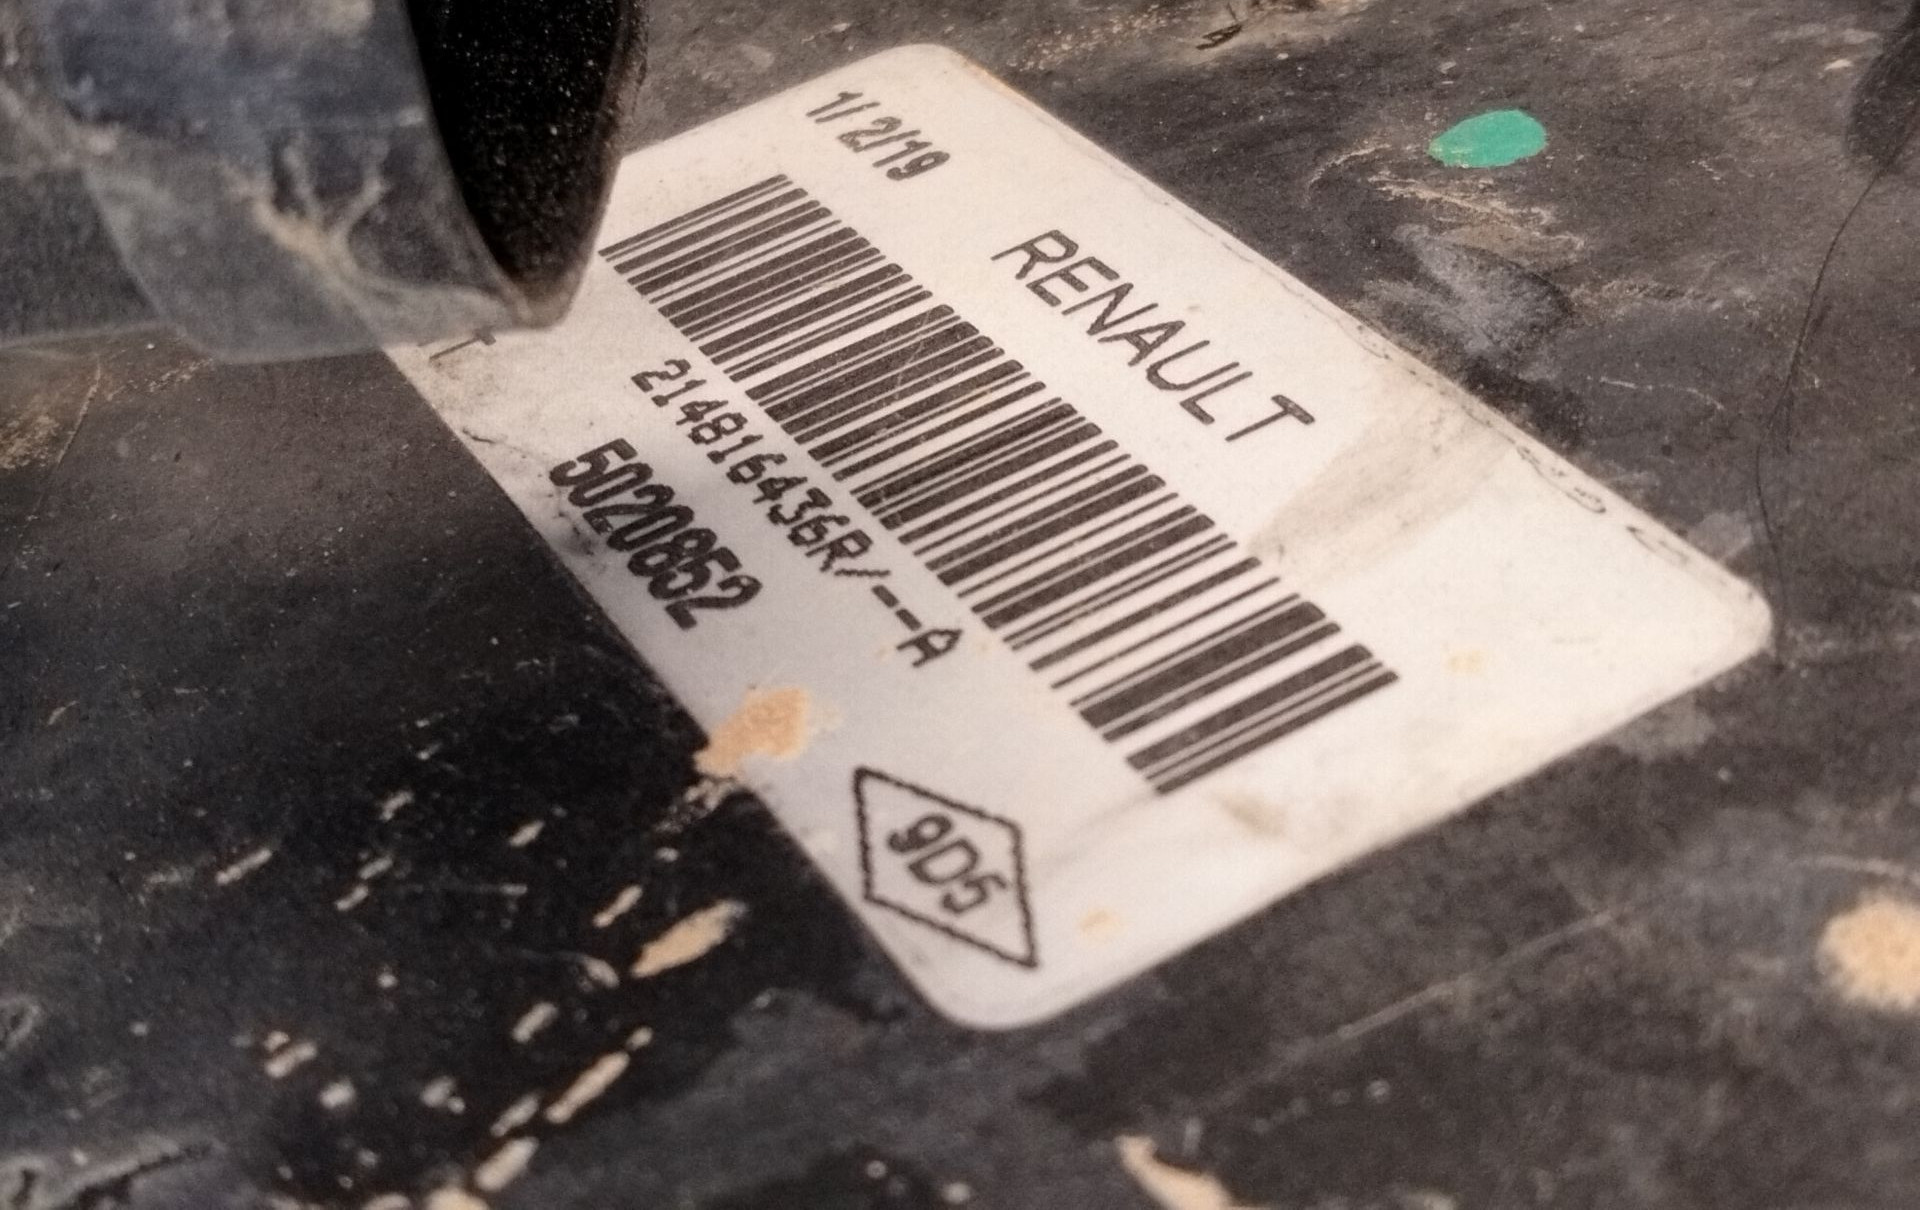 1/ 2/19
RENAULT
214816436R/--A
5020852
9D5